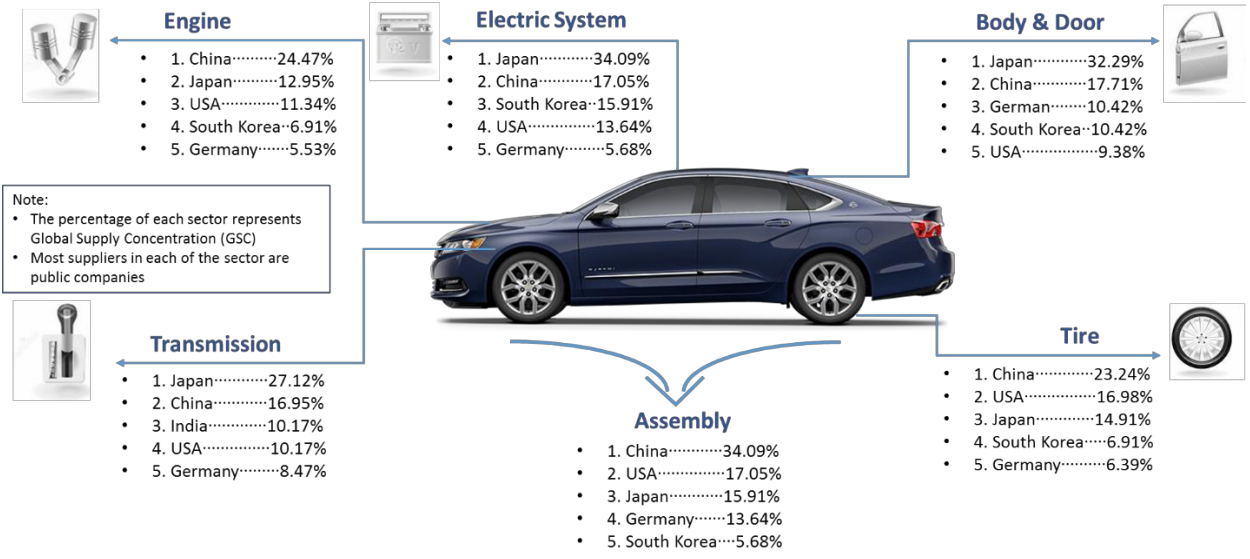 Engine
• 1. China··········24.47%
• 2. Japan··········12.95%
• 3. USA·············11.34%
• 4. South Korea··6.91%
• 5. Germany·······5.53%
Electric System
• 1. Japan············34.09%
• 2. China············17.05%
• 3. South Korea··15.91%
• 4. USA···············13.64%
• 5. Germany········5.68%
Body & Door
• 1. Japan············32.29%
• 2. China············17.71%
• 3. German········10.42%
• 4. South Korea··10.42%
• 5. USA·················9.38%
Note:
• The percentage of each sector represents
Global Supply Concentration (GSC)
• Most suppliers in each of the sector are
public companies
Transmission
• 1. Japan············27.12%
• 2. China············16.95%
• 3. India·············10.17%
• 4. USA···············10.17%
• 5. Germany·········8.47%
Assembly
• 1. China············34.09%
• 2. USA···············17.05%
• 3. Japan············15.91%
• 4. Germany·······13.64%
• 5. South Korea····5.68%
Tire
• 1. China············23.24%
• 2. USA···············16.98%
• 3. Japan············14.91%
• 4. South Korea·····6.91%
• 5. Germany··········6.39%